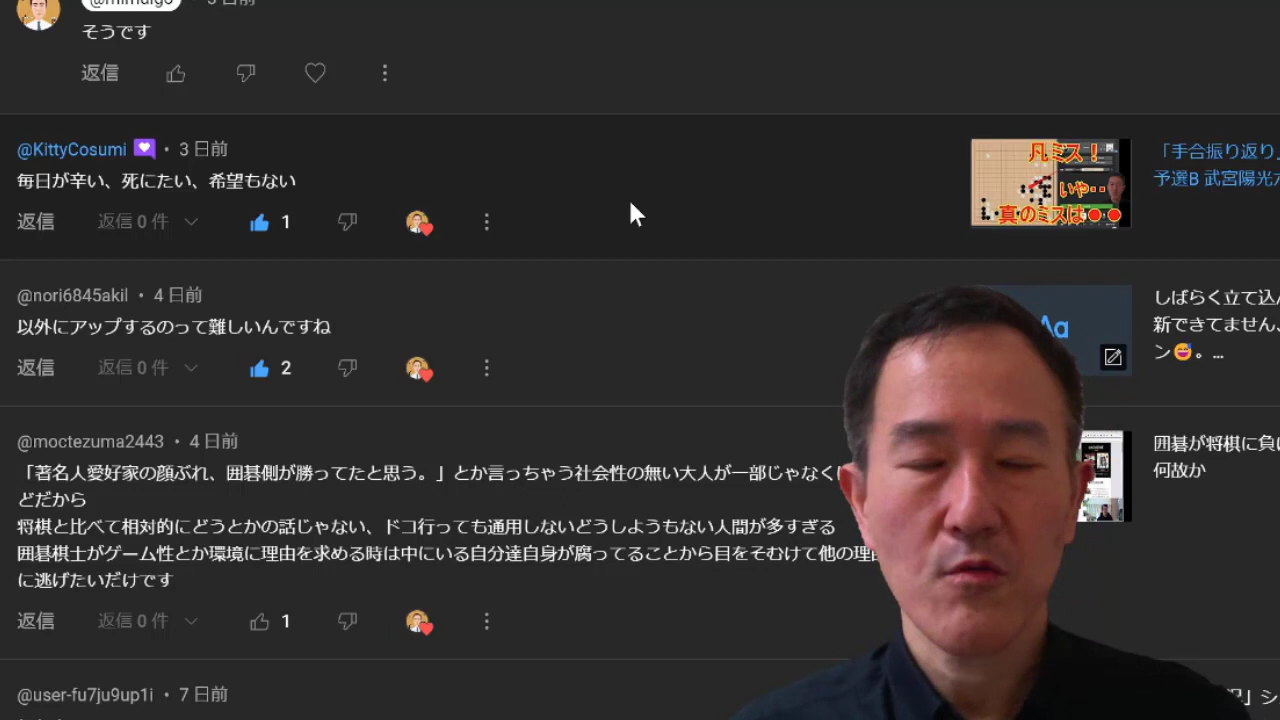 そうです
返信
@KittyCosumi ・ 3 日前
毎日が辛い、死にたい、希望もない
返信 返信 0 件 1
凡ミス！
いや‥
真のミスは●●
「手合振り返り」
予選B 武宮陽光
@nori6845akil ・ 4 日前
以外にアップするのって難しいんですね
返信 返信 0 件 2
Aa
しばらく立て込ん
新できてません、
ン😅。...
@moctezuma2443 ・ 4 日前
「著名人愛好家の顔ぶれ、囲碁側が勝ってたと思う。」とか言っちゃう社会性の無い大人が一部じゃなく
どだから
将棋と比べて相対的にどうとかの話じゃない、ドコ行っても通用しないどうしようもない人間が多すぎる
囲碁棋士がゲーム性とか環境に理由を求める時は中にいる自分達自身が腐ってることから目をそむけて他の理
に逃げたいだけです
返信 返信 0 件 1
囲碁が将棋に負け
何故か
@user-fu7ju9up1i ・ 7 日前